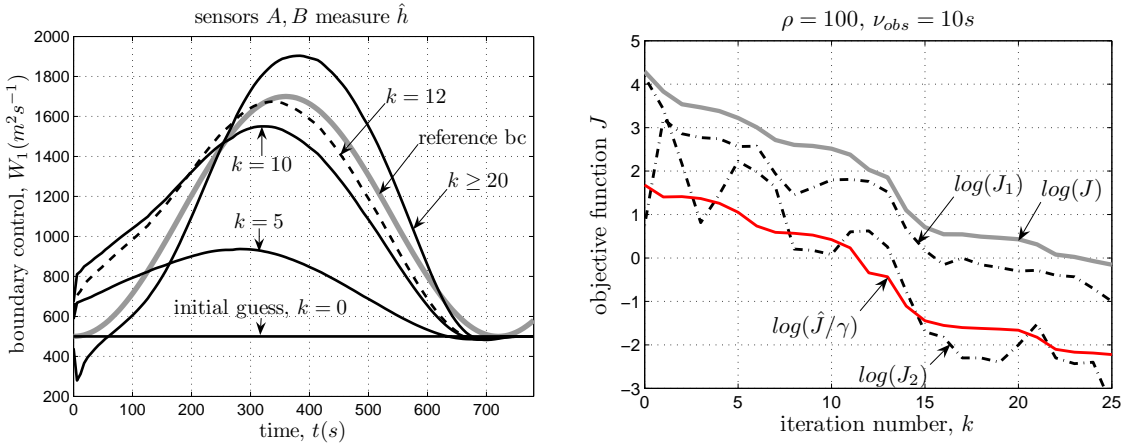 sensors A, B measure ĥ
2000
1800
1600
1400
1200
1000
800
600
400
200
0
100
200
300
400
500
600
700
boundary control, W₁(m²s⁻¹)
time, t(s)
k = 12
reference bc
k = 10
k ≥ 20
k = 5
initial guess, k = 0
ρ = 100, ν_obs = 10s
5
4
3
2
1
0
−1
−2
−3
0
5
10
15
20
25
objective function J
iteration number, k
log(J₁)
log(J)
log(Ĵ/γ)
log(J₂)